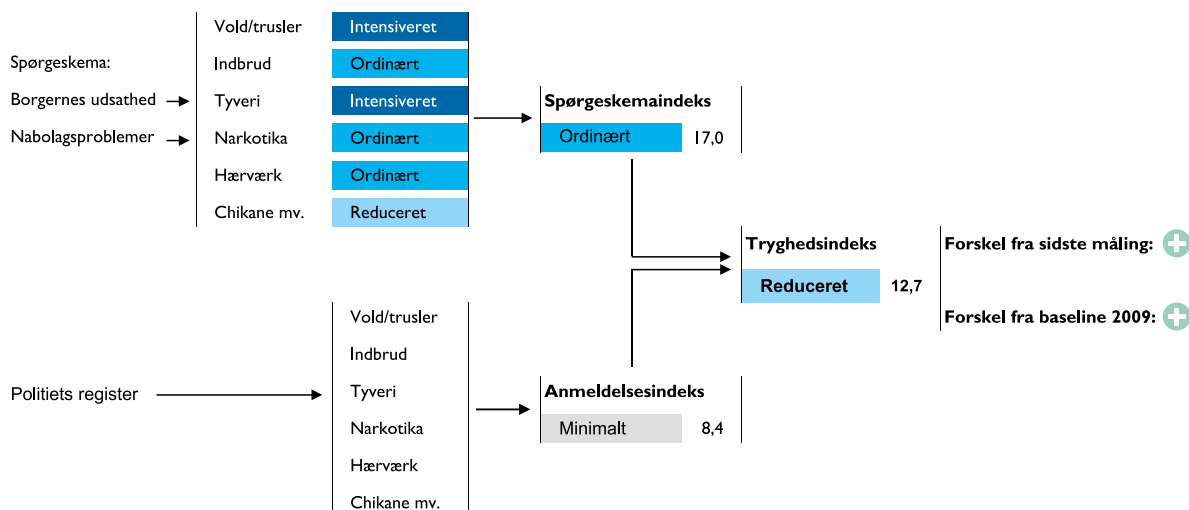 Spørgeskema:
Borgernes udsathed
Nabolagsproblemer
Vold/trusler Intensiveret
Indbrud Ordinært
Tyveri Intensiveret
Narkotika Ordinært
Hærværk Ordinært
Chikane mv. Reduceret
Spørgeskemaindeks
Ordinært 17,0
Politiets register
Vold/trusler
Indbrud
Tyveri
Narkotika
Hærværk
Chikane mv.
Anmeldelsesindeks
Minimalt 8,4
Tryghedsindeks
Reduceret 12,7
Forskel fra sidste måling:
Forskel fra baseline 2009: